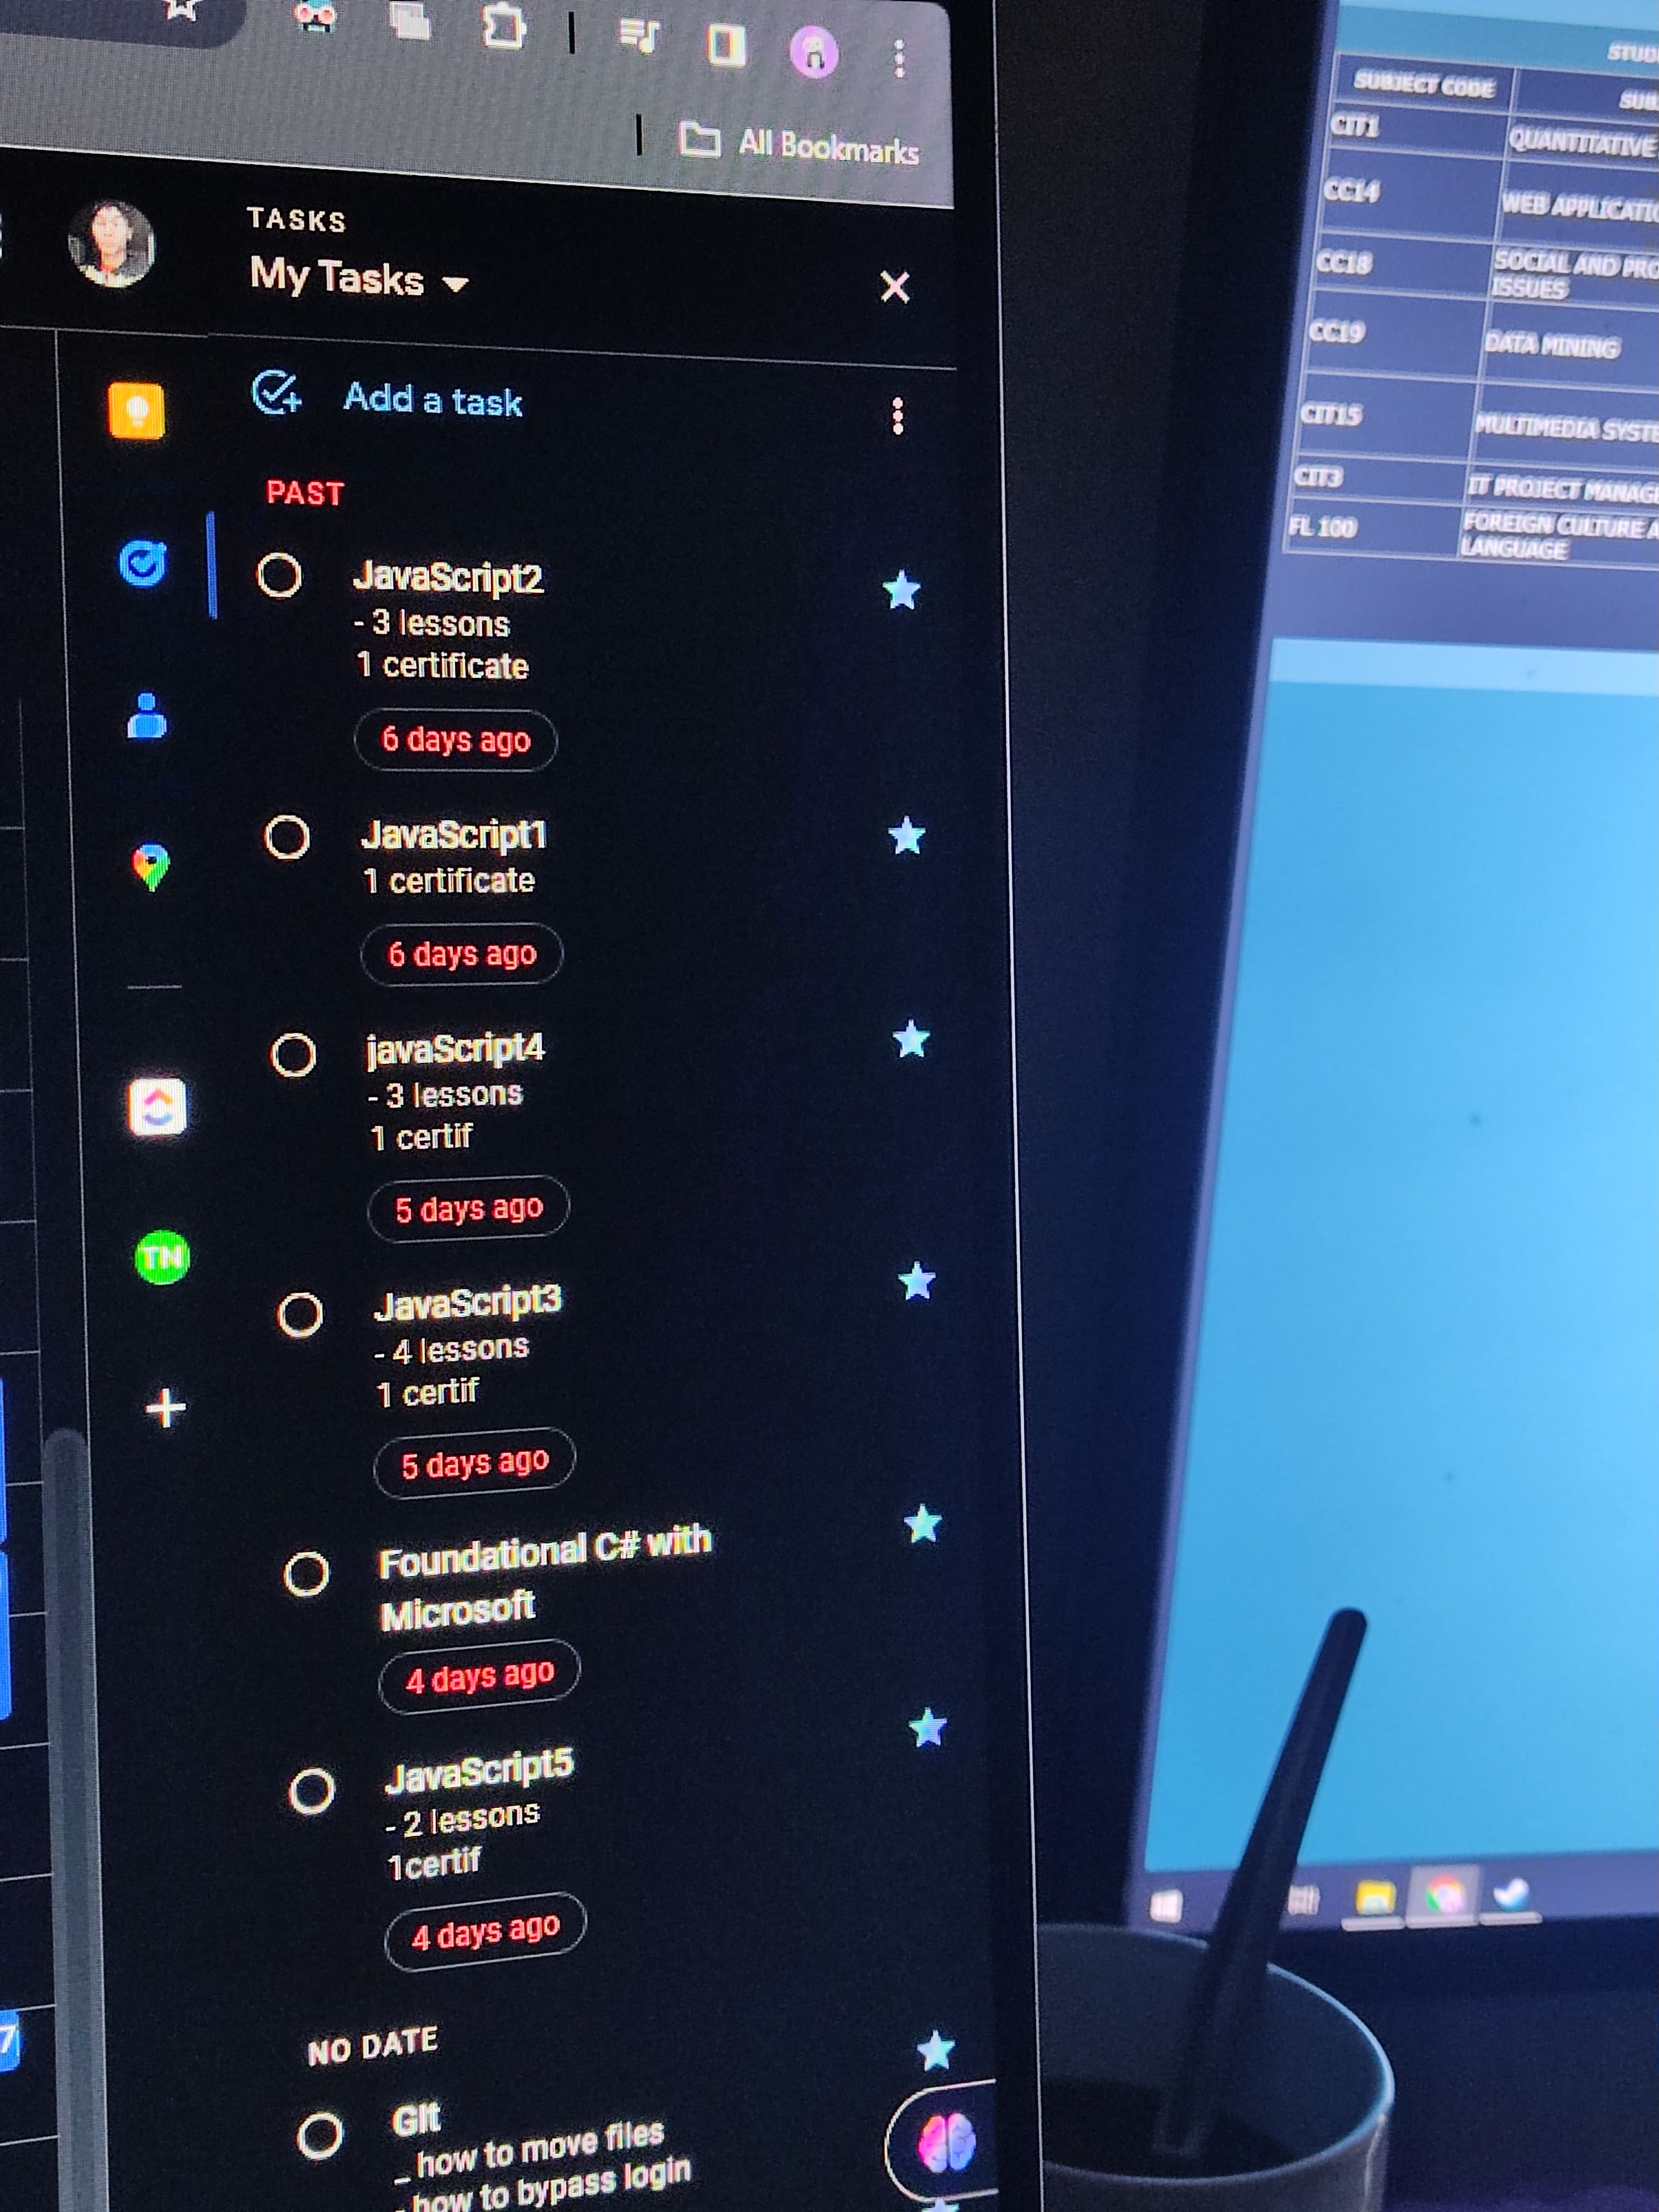 All Bookmarks
TASKS
My Tasks
Add a task
PAST
JavaScript2
- 3 lessons
1 certificate
6 days ago
JavaScript1
1 certificate
6 days ago
javaScript4
- 3 lessons
1 certif
5 days ago
JavaScript3
- 4 lessons
1 certif
5 days ago
Foundational C# with
Microsoft
4 days ago
JavaScript5
- 2 lessons
1certif
4 days ago
NO DATE
Git
_ how to move files
- how to bypass login
TN
7
SUBJECT CODE
CIT1
QUANTITATIVE
CC14
WEB
CC18
SOCIAL AND
ISSUES
CC19
DATA MINING
CIT15
MULTIMEDIA
CIT3
IT PROJECT
FL 100
FOREIGN CULTURE
LANGUAGE